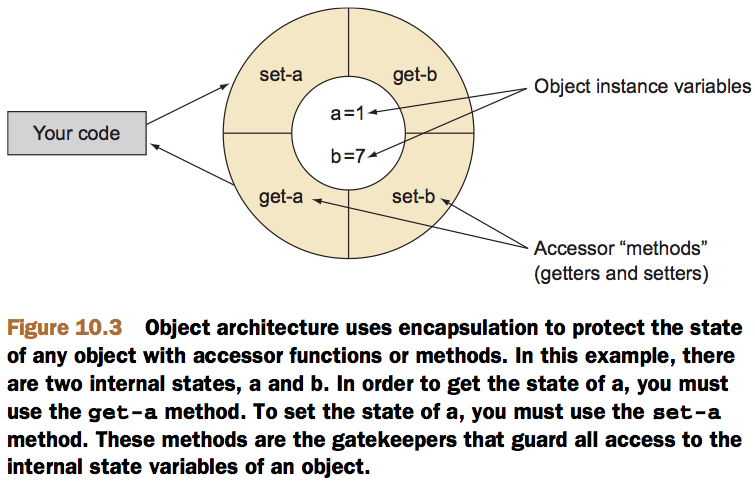 set-a
get-b
Object instance variables
a=1
Your code
b=7
get-a
set-b
Accessor “methods”
(getters and setters)
Figure 10.3 Object architecture uses encapsulation to protect the state
of any object with accessor functions or methods. In this example, there
are two internal states, a and b. In order to get the state of a, you must
use the get-a method. To set the state of a, you must use the set-a
method. These methods are the gatekeepers that guard all access to the
internal state variables of an object.